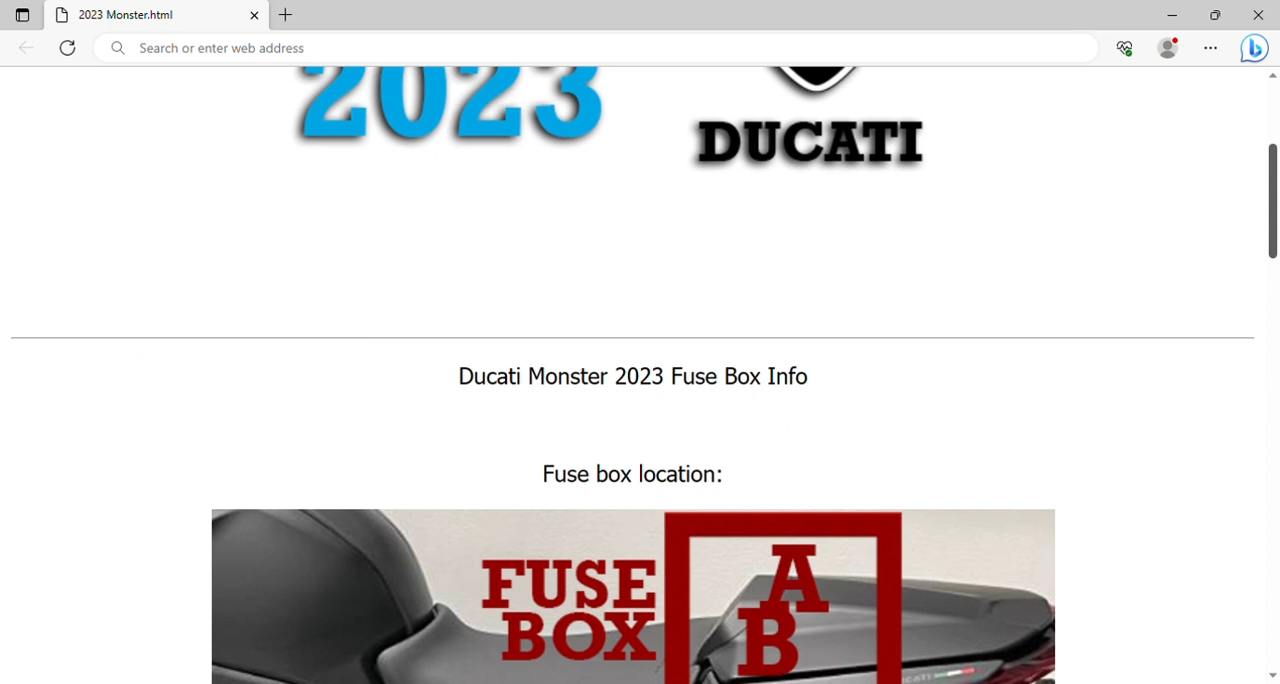 2023 Monster.html
Search or enter web address
2023
DUCATI
Ducati Monster 2023 Fuse Box Info
Fuse box location:
FUSE
BOX
A
B